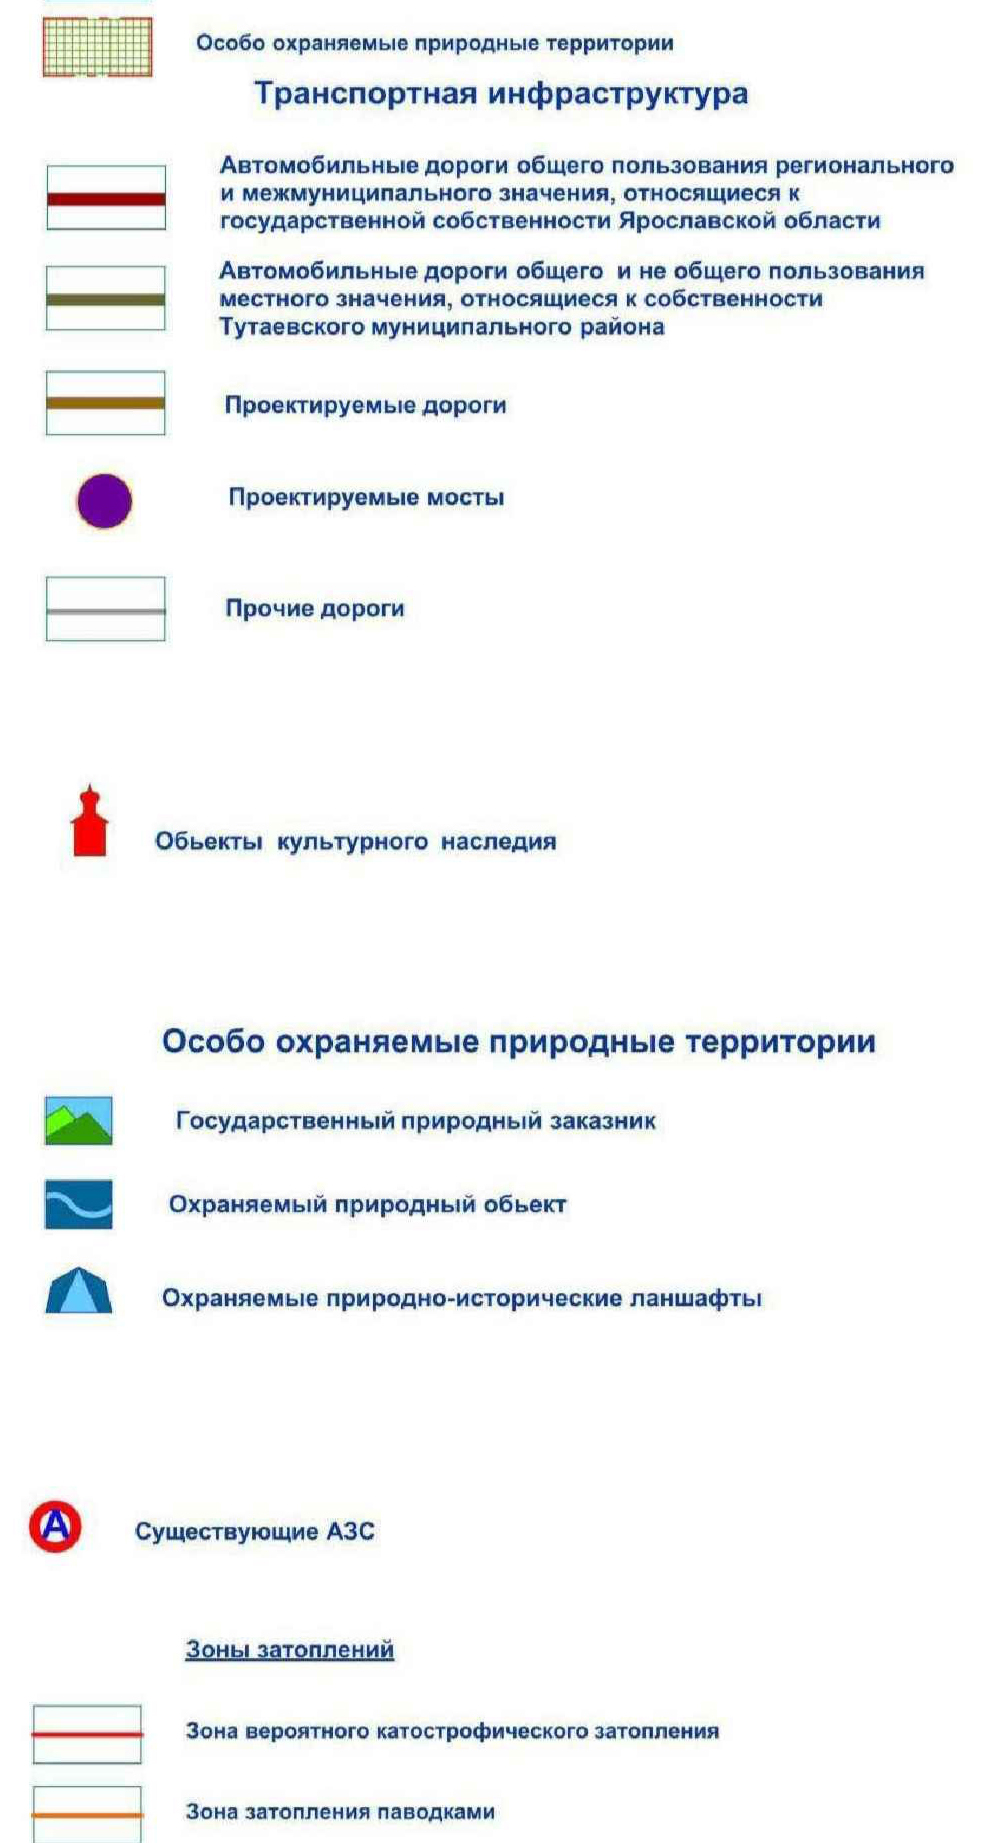 Особо охраняемые природные территории
Транспортная инфраструктура
Автомобильные дороги общего пользования регионального
и межмуниципального значения, относящиеся к
государственной собственности Ярославской области
Автомобильные дороги общего и не общего пользования
местного значения, относящиеся к собственности
Тутаевского муниципального района
Проектируемые дороги
Проектируемые мосты
Прочие дороги
Обьекты культурного наследия
Особо охраняемые природные территории
Государственный природный заказник
Охраняемый природный обьект
Охраняемые природно-исторические ланшафты
А
Существующие АЗС
Зоны затоплений
Зона вероятного катострофического затопления
Зона затопления паводками